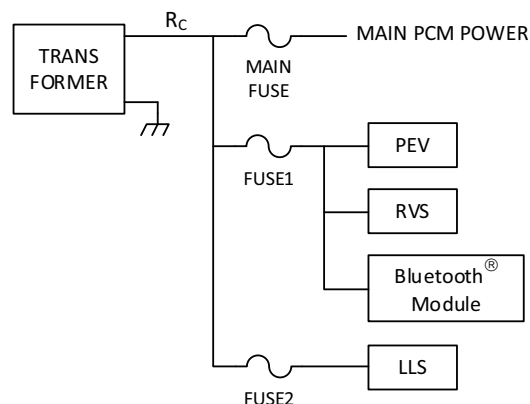 R_C
TRANS
FORMER
MAIN PCM POWER
MAIN
FUSE
FUSE1
PEV
RVS
Bluetooth®
Module
FUSE2
LLS